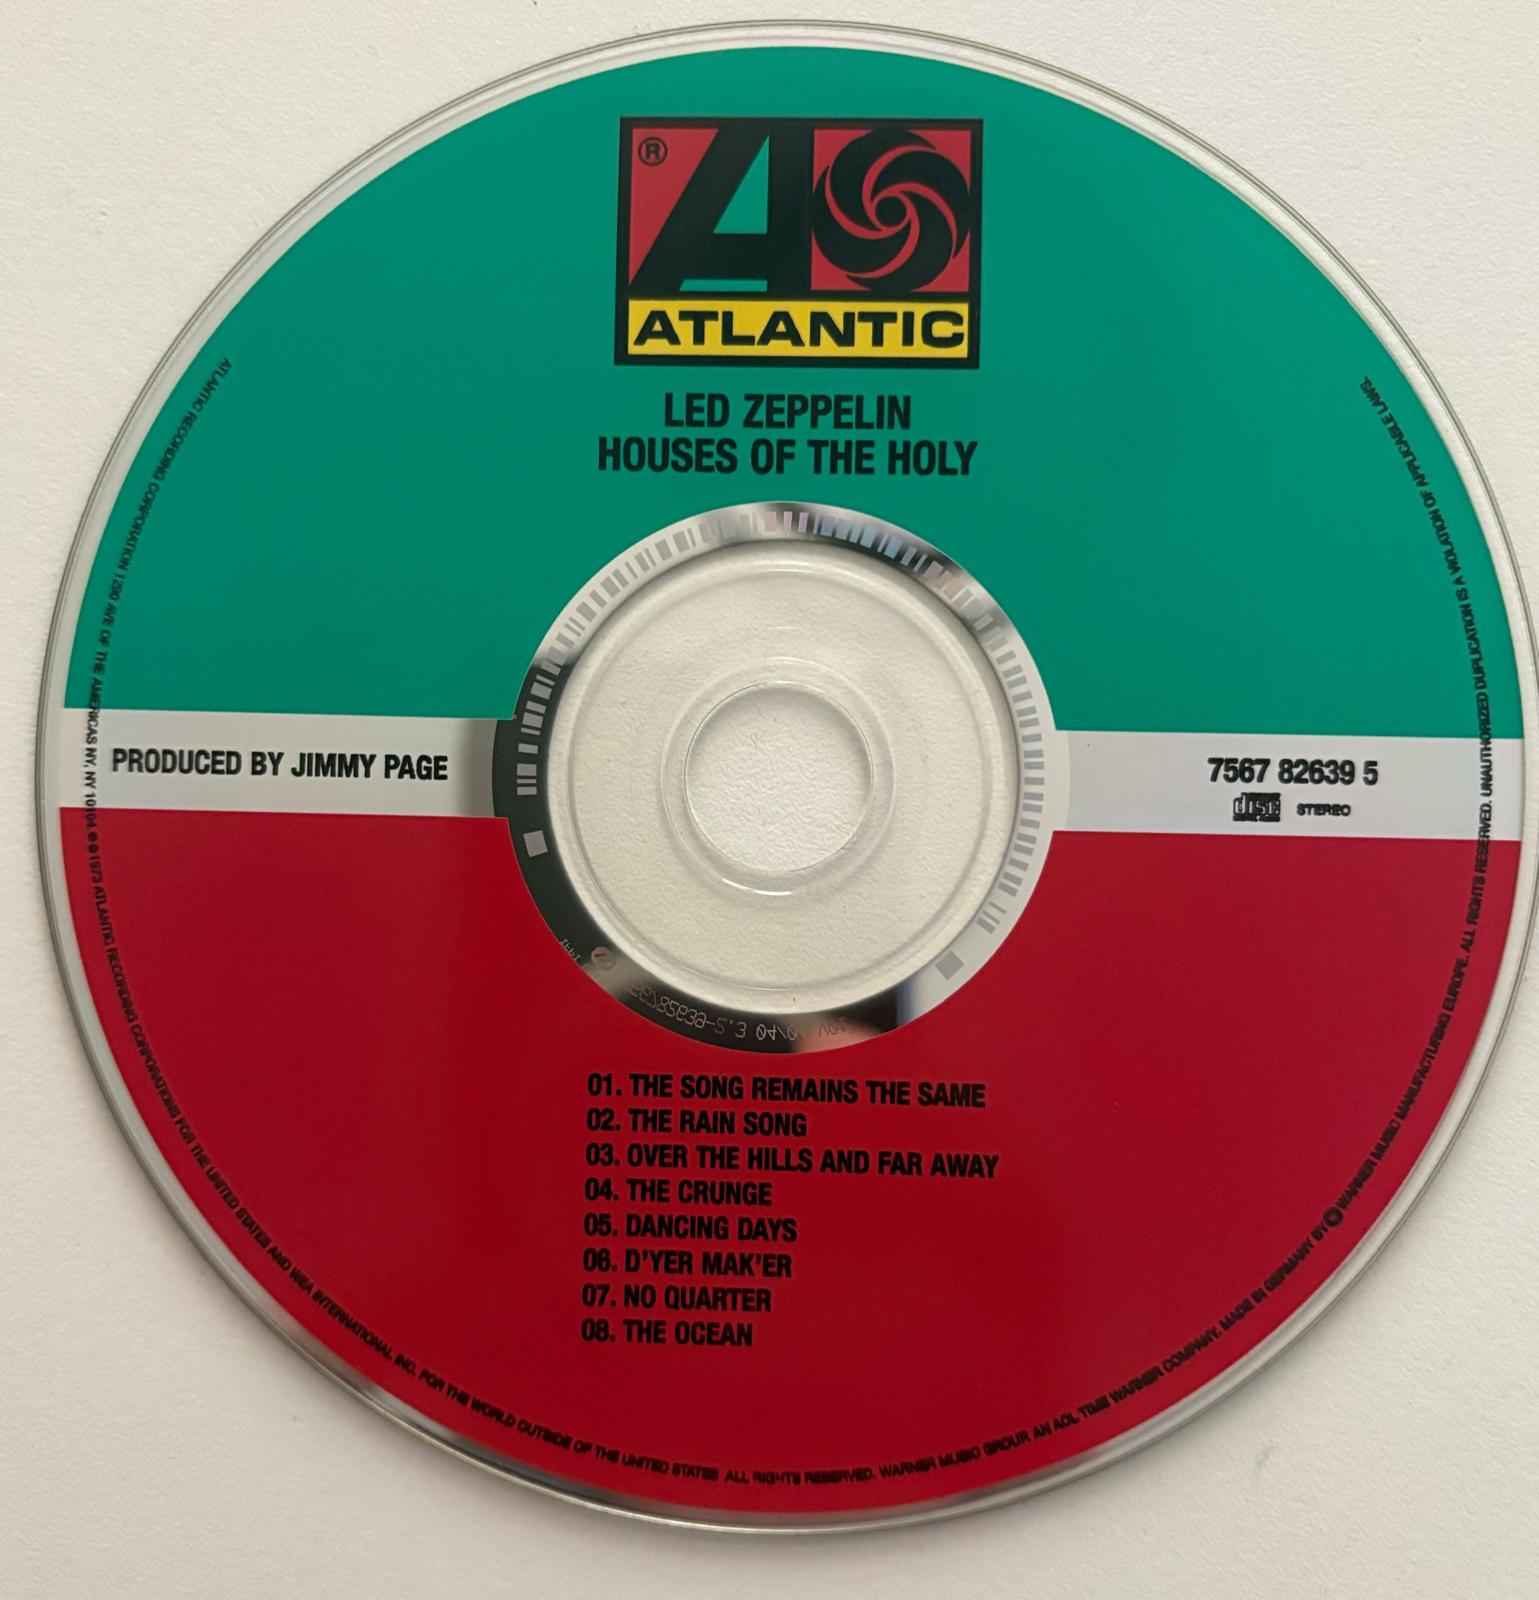 ®
ATLANTIC
LED ZEPPELIN
HOUSES OF THE HOLY
PRODUCED BY JIMMY PAGE
7567 82639 5
disc
STEREO
01. THE SONG REMAINS THE SAME
02. THE RAIN SONG
03. OVER THE HILLS AND FAR AWAY
04. THE CRUNGE
05. DANCING DAYS
06. D'YER MAK'ER
07. NO QUARTER
08. THE OCEAN
ATLANTIC RECORDING CORPORATION 1290 AVE OF THE AMERICAS NY, NY 10104 ℗©1973 ATLANTIC RECORDING CORPORATIONS FOR THE UNITED STATES AND WEA INTERNATIONAL INC. FOR THE WORLD OUTSIDE OF THE UNITED STATES ALL RIGHTS RESERVED. WARNER MUSIC GROUP, AN AOL TIME WARNER COMPANY. MADE IN GERMANY BY WARNER MUSIC MANUFACTURING EUROPE. ALL RIGHTS RESERVED. UNAUTHORIZED DUPLICATION IS A VIOLATION OF APPLICABLE LAWS.